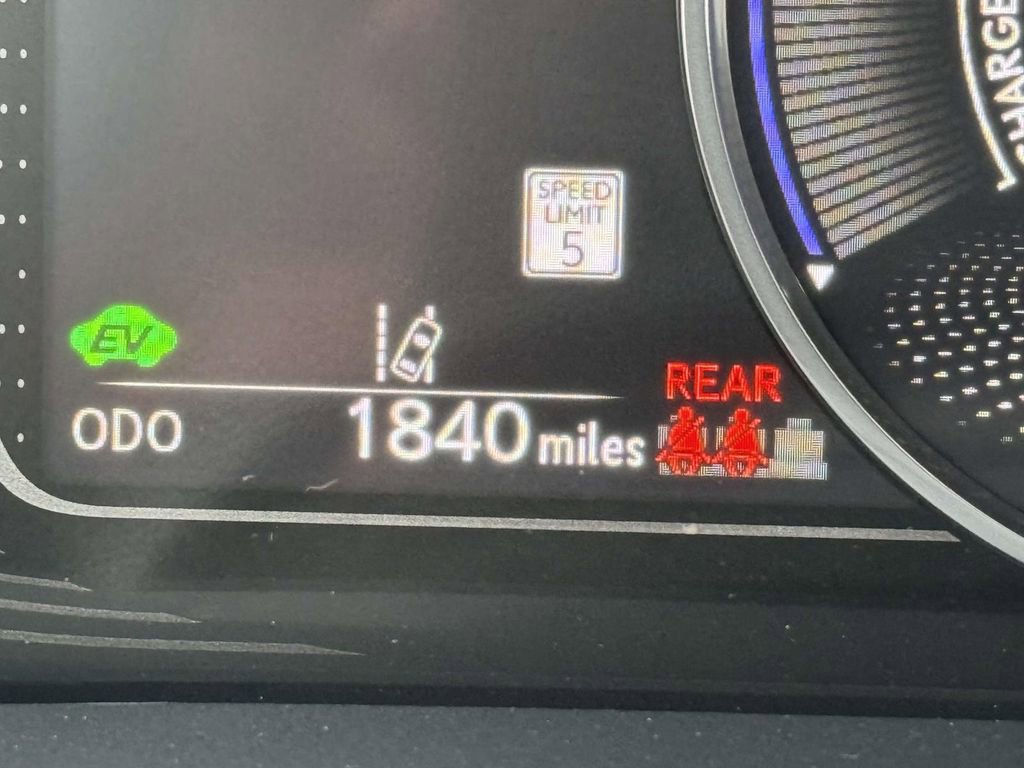 CHARGE
SPEED
LIMIT
5
EV
REAR
ODO 1840 miles